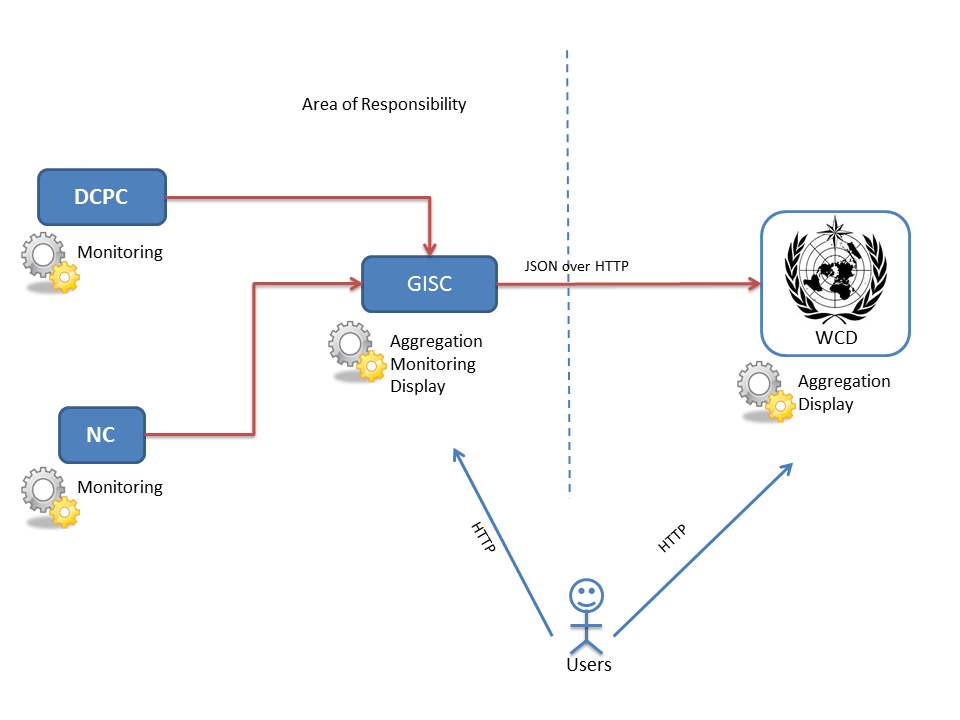 Area of Responsibility
DCPC
Monitoring
GISC
JSON over HTTP
WCD
Aggregation
Monitoring
Display
Aggregation
Display
NC
Monitoring
HTTP
HTTP
Users